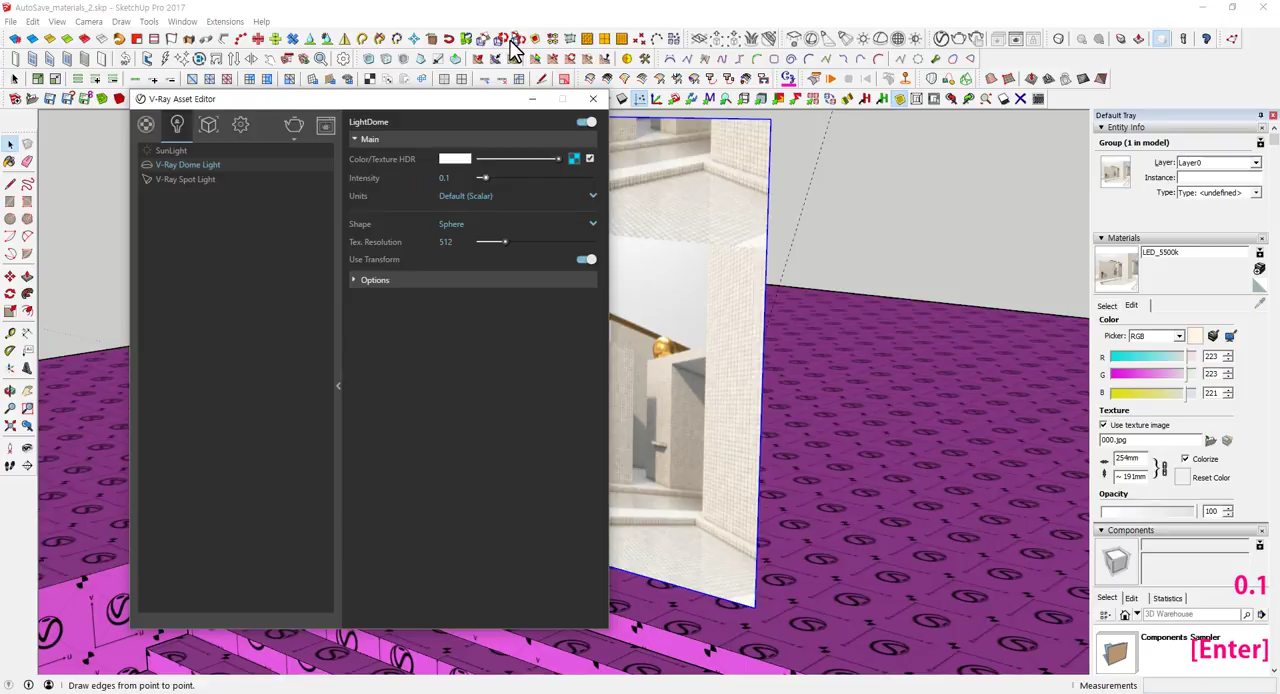 AutoSave_materials_2.skp - SketchUp Pro 2017
File Edit View Camera Draw Tools Window Extensions Help
V-Ray Asset Editor
SunLight
V-Ray Dome Light
V-Ray Spot Light
LightDome
Main
Color/Texture HDR
Intensity 0.1
Units Default (Scalar)
Shape Sphere
Tex. Resolution 512
Use Transform
Options
Default Tray
Entity Info
Group (1 in model)
Layer: Layer0
Instance:
Type: Type: <undefined>
Materials
LED_5500k
Select Edit
Color
Picker: RGB
R 223
G 223
B 221
Texture
Use texture image
000.jpg
254mm
Colorize
~ 191mm
Reset Color
Opacity
100
Components
0.1
Select Edit Statistics
3D Warehouse
Components Sampler
[Enter]
Draw edges from point to point.
Measurements